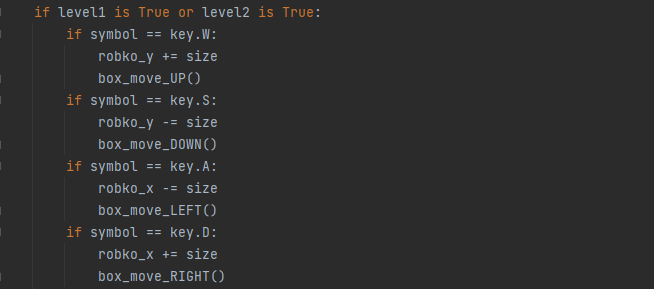 if level1 is True or level2 is True:
if symbol == key.W:
robko_y += size
box_move_UP()
if symbol == key.S:
robko_y -= size
box_move_DOWN()
if symbol == key.A:
robko_x -= size
box_move_LEFT()
if symbol == key.D:
robko_x += size
box_move_RIGHT()